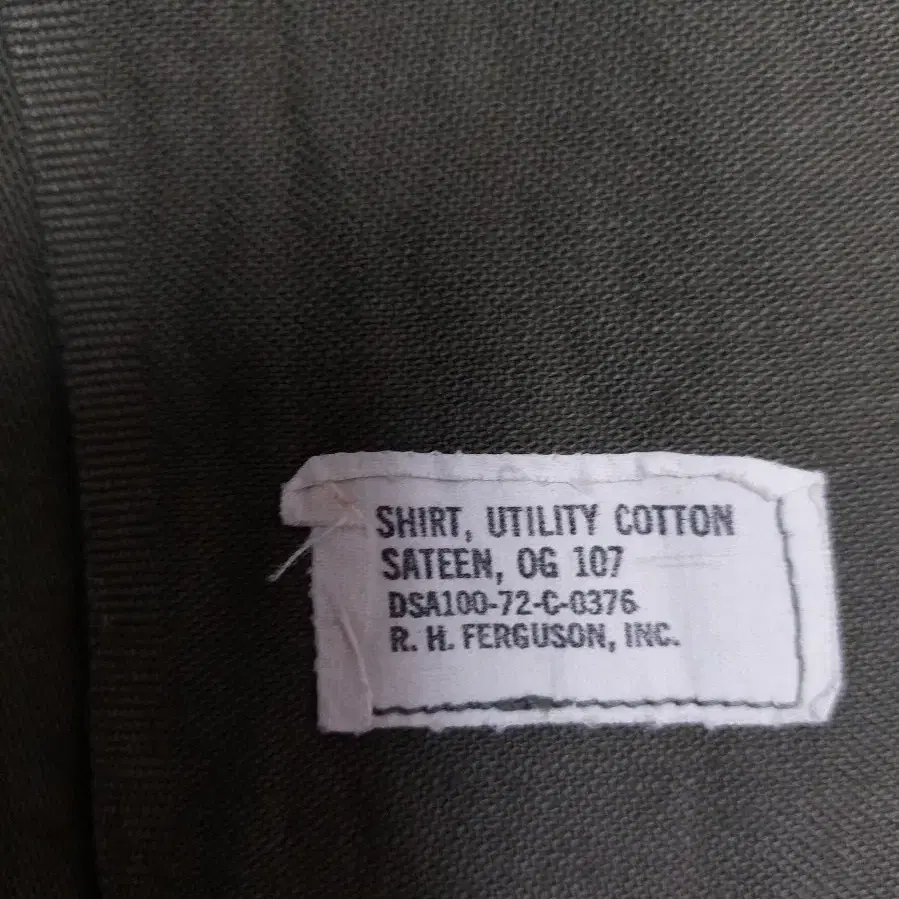 SHIRT, UTILITY COTTON
SATEEN, OG 107
DSA100-72-C-0376
R. H. FERGUSON, INC.